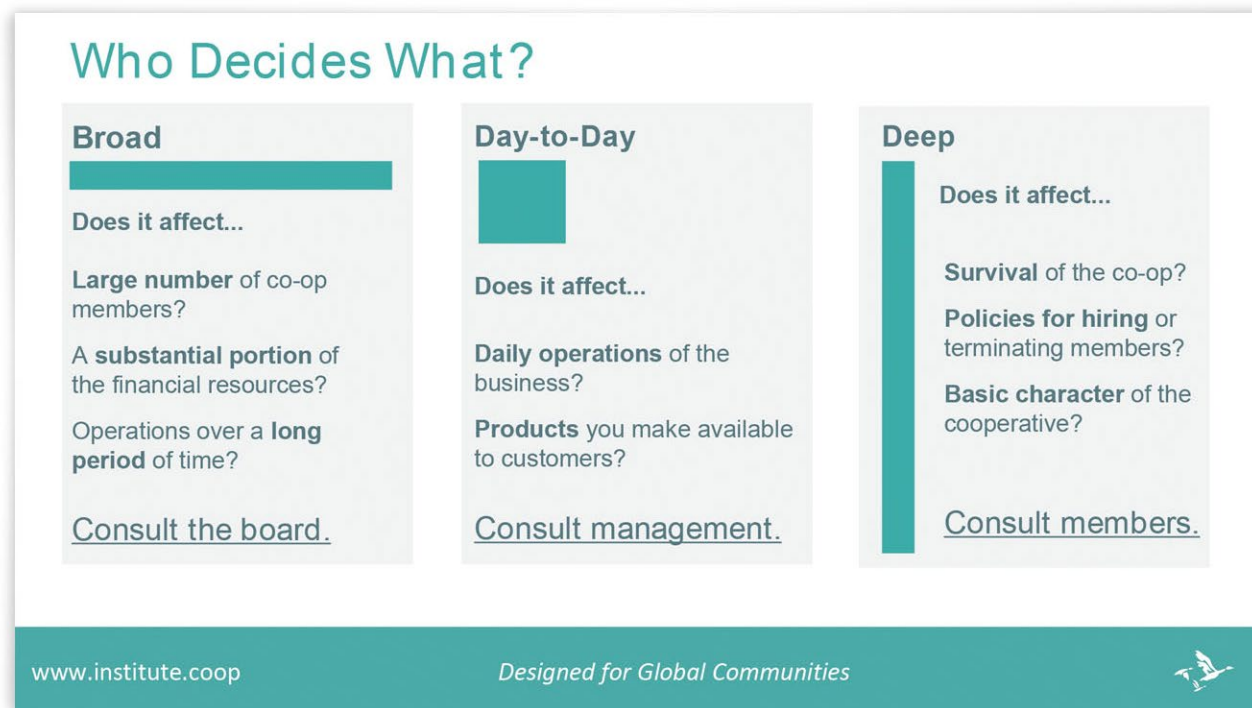 Who Decides What?
Broad
Does it affect...
Large number of co-op
members?
A substantial portion of
the financial resources?
Operations over a long
period of time?
Consult the board.
Day-to-Day
Does it affect...
Daily operations of the
business?
Products you make available
to customers?
Consult management.
Deep
Does it affect...
Survival of the co-op?
Policies for hiring or
terminating members?
Basic character of the
cooperative?
Consult members.
www.institute.coop
Designed for Global Communities